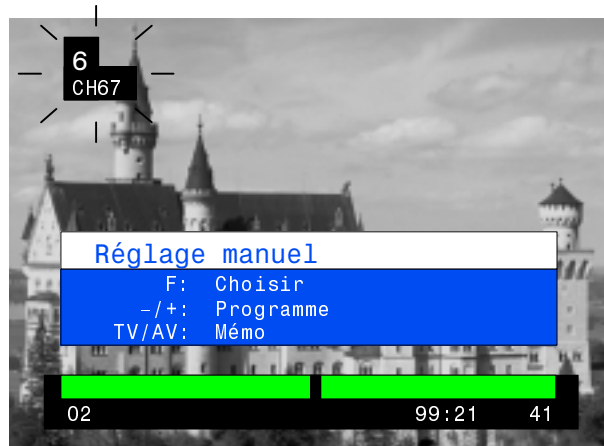 6
CH67
Réglage manuel
F: Choisir
–/+: Programme
TV/AV: Mémo
02 99:21 41